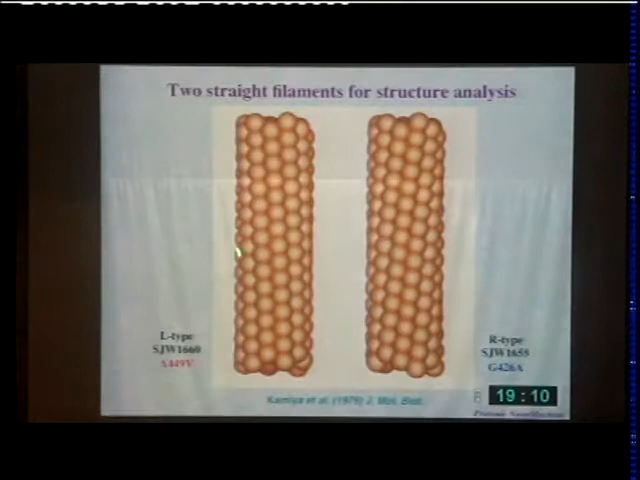 Two straight filaments for structure analysis
L-type
SJW1660
A449V
R-type
SJW1655
G426A
Kamiya et al. (1979) J. Mol. Biol.
19:10